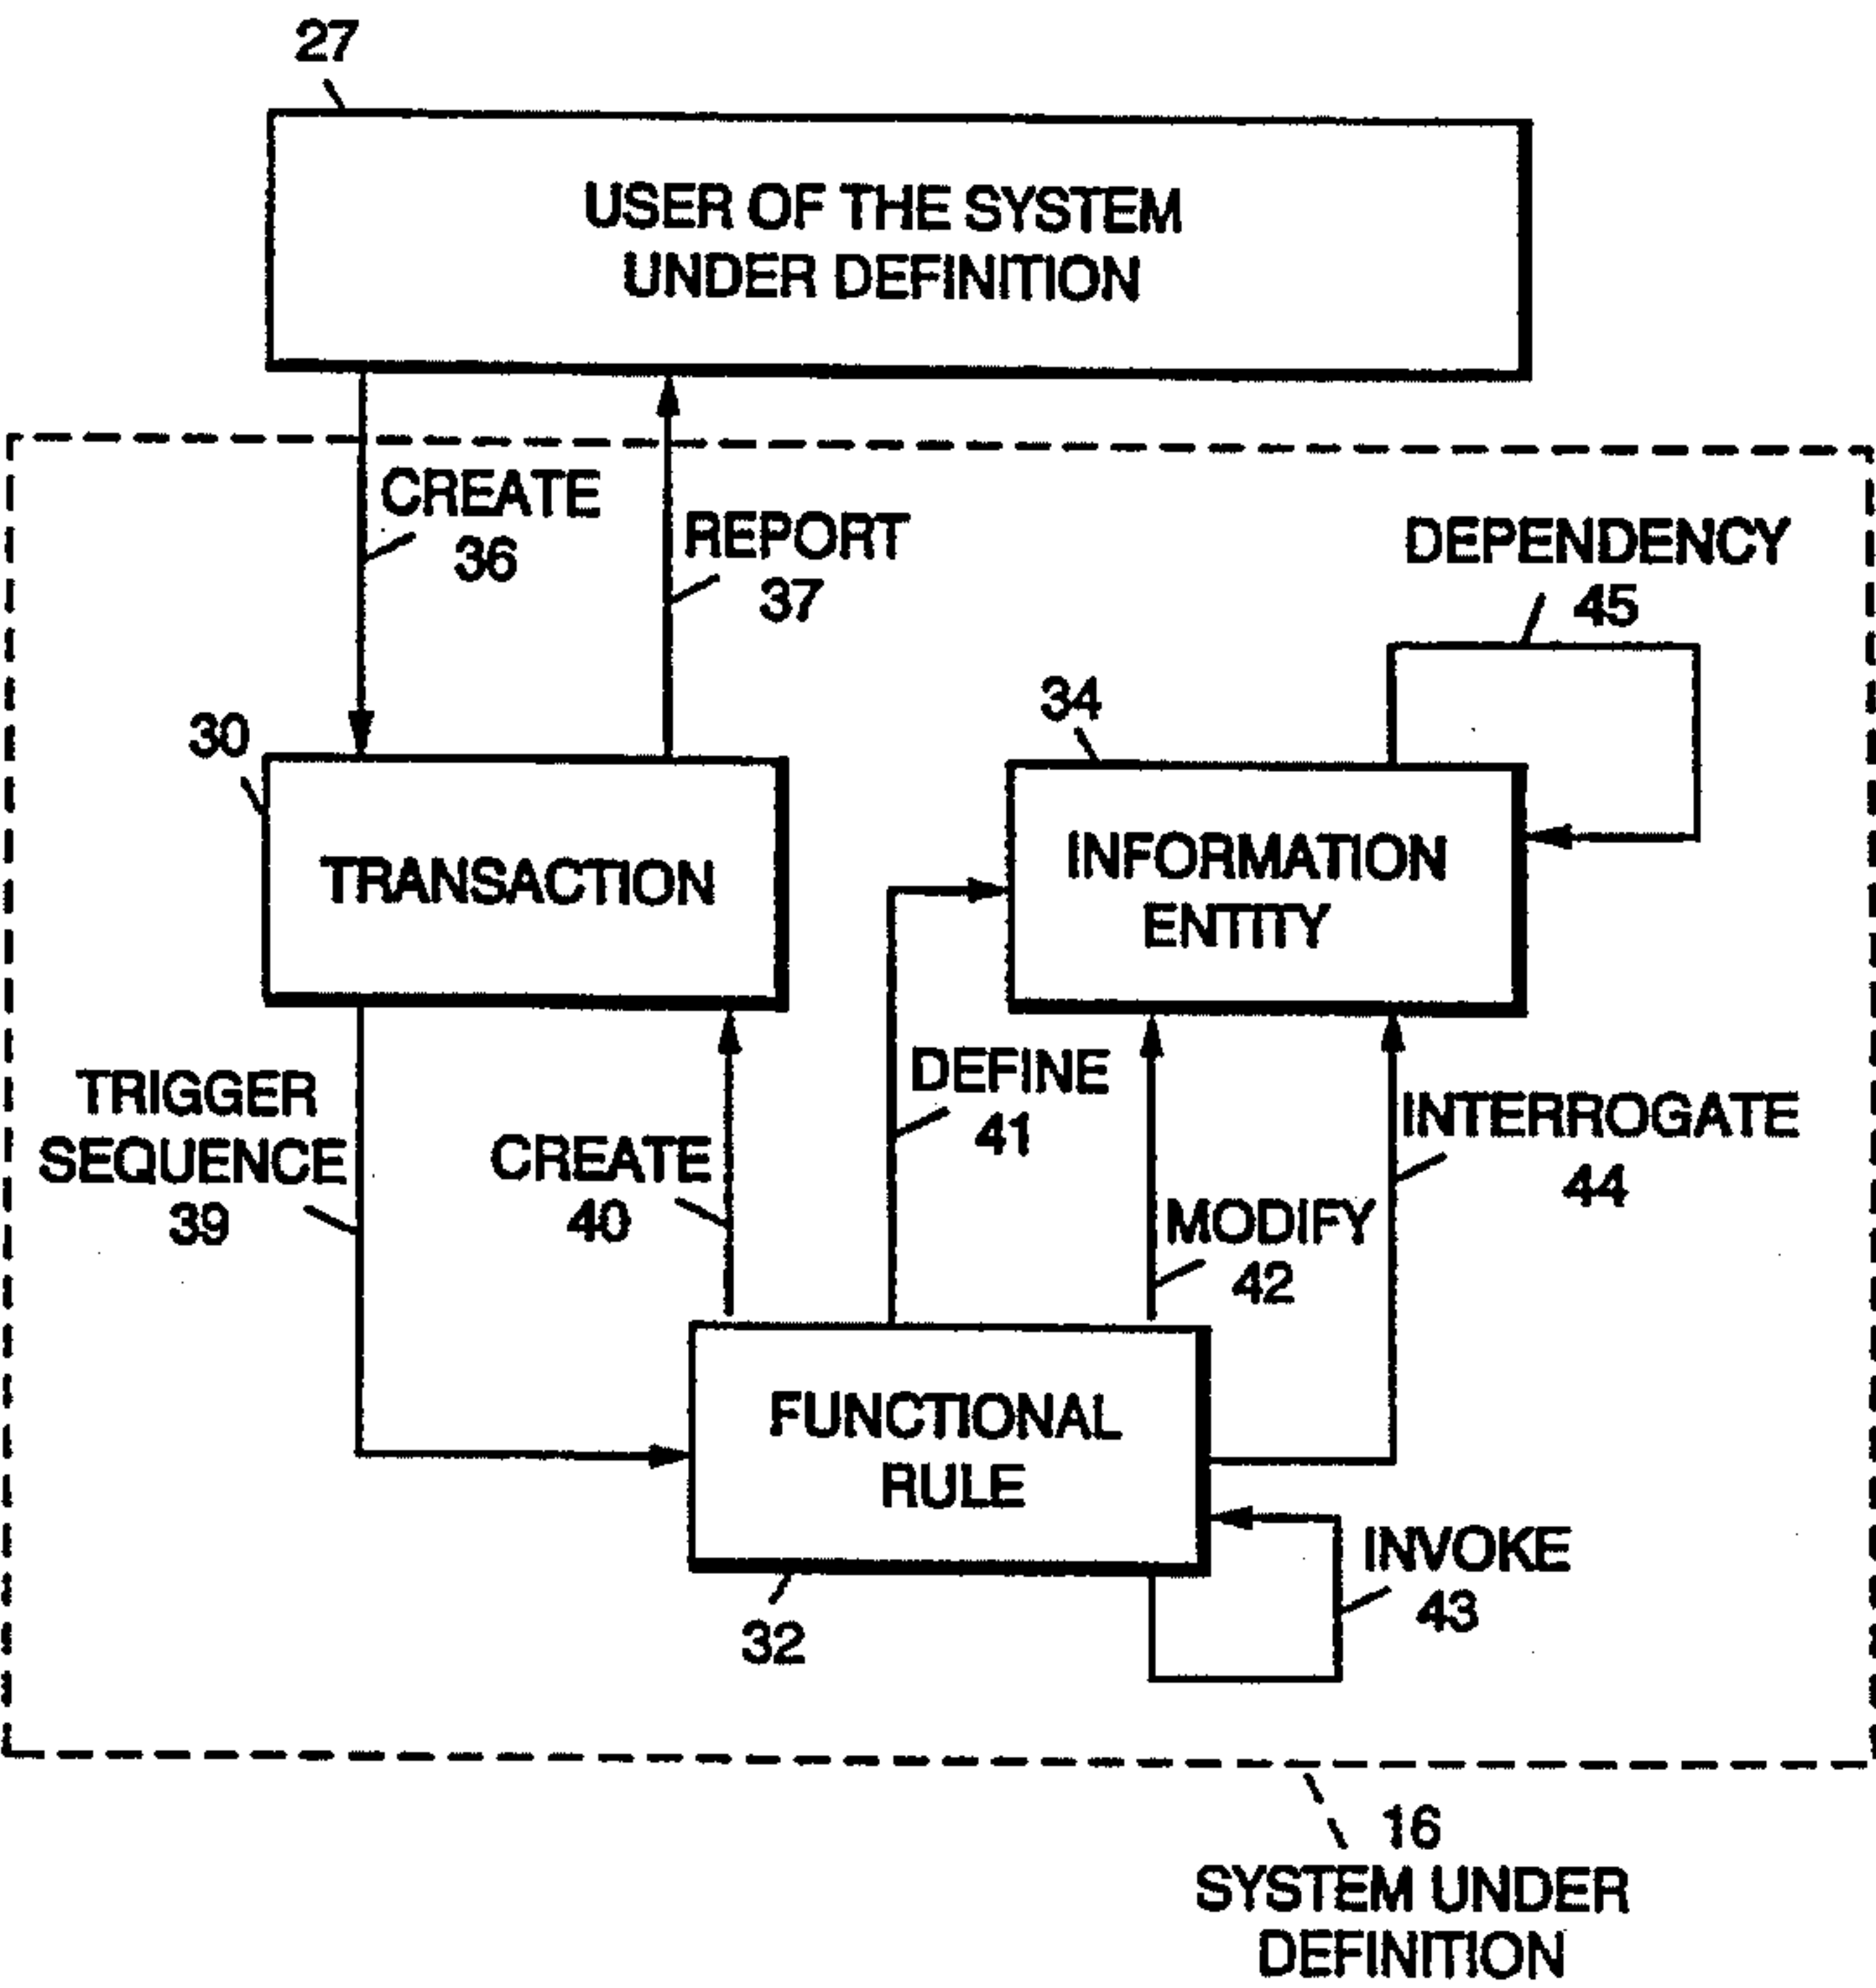 27
USER OF THE SYSTEM
UNDER DEFINITION
CREATE
36
REPORT
37
DEPENDENCY
45
30
34
TRANSACTION
INFORMATION
ENTITY
TRIGGER
SEQUENCE
39
CREATE
40
DEFINE
41
MODIFY
42
INTERROGATE
44
FUNCTIONAL
RULE
32
INVOKE
43
16
SYSTEM UNDER
DEFINITION